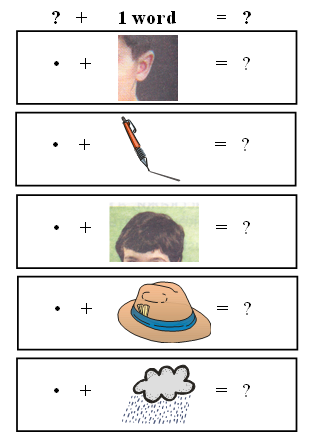 ? + 1 word = ?
• + = ?
• + = ?
• + = ?
• + = ?
• + = ?